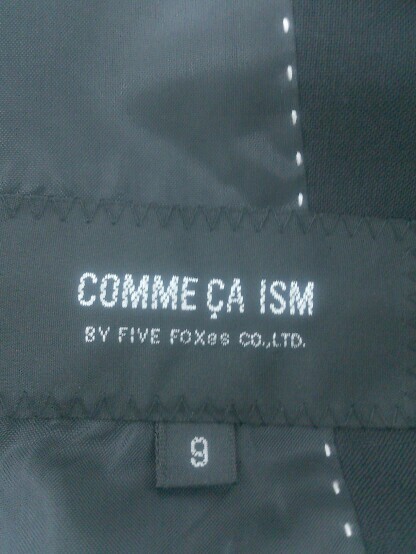 COMME ÇA ISM
BY FIVE FOXes CO.,LTD.
9